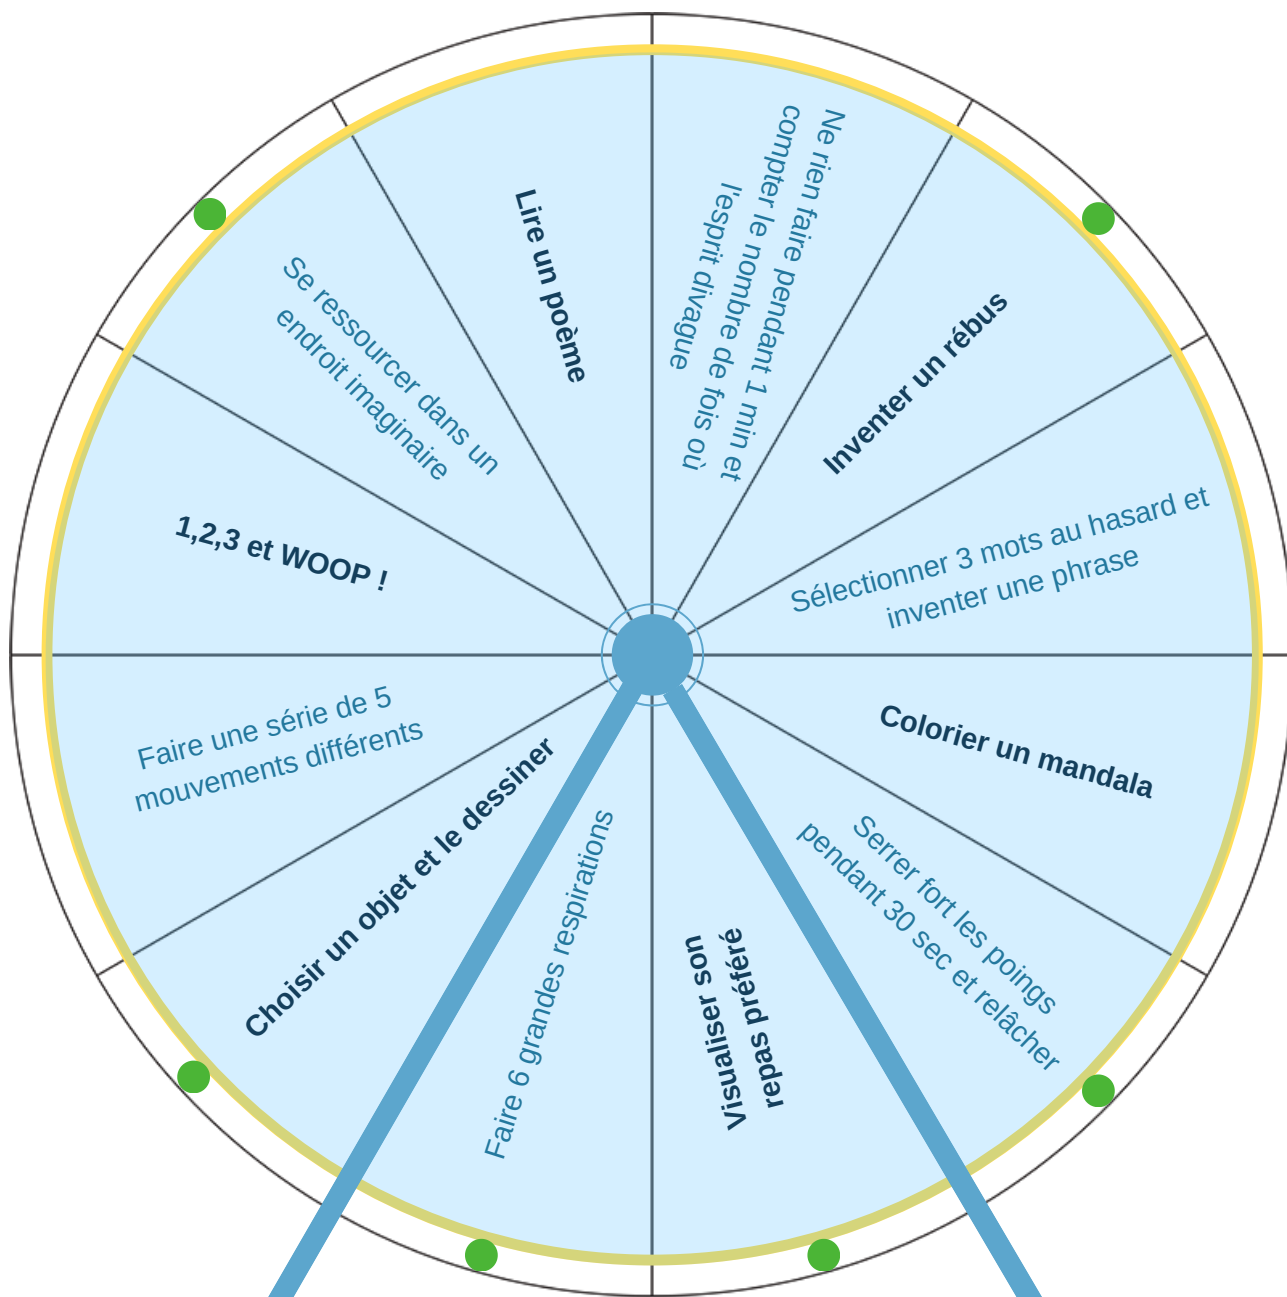 Ne rien faire pendant 1 min et
compter le nombre de fois où
l'esprit divague
Inventer un rébus
Sélectionner 3 mots au hasard et
inventer une phrase
Colorier un mandala
Serrer fort les poings
pendant 30 sec et relâcher
Visualiser son
repas préféré
Faire 6 grandes respirations
Choisir un objet et le dessiner
Faire une série de 5
mouvements différents
1,2,3 et WOOP !
Se ressourcer dans un
endroit imaginaire
Lire un poème